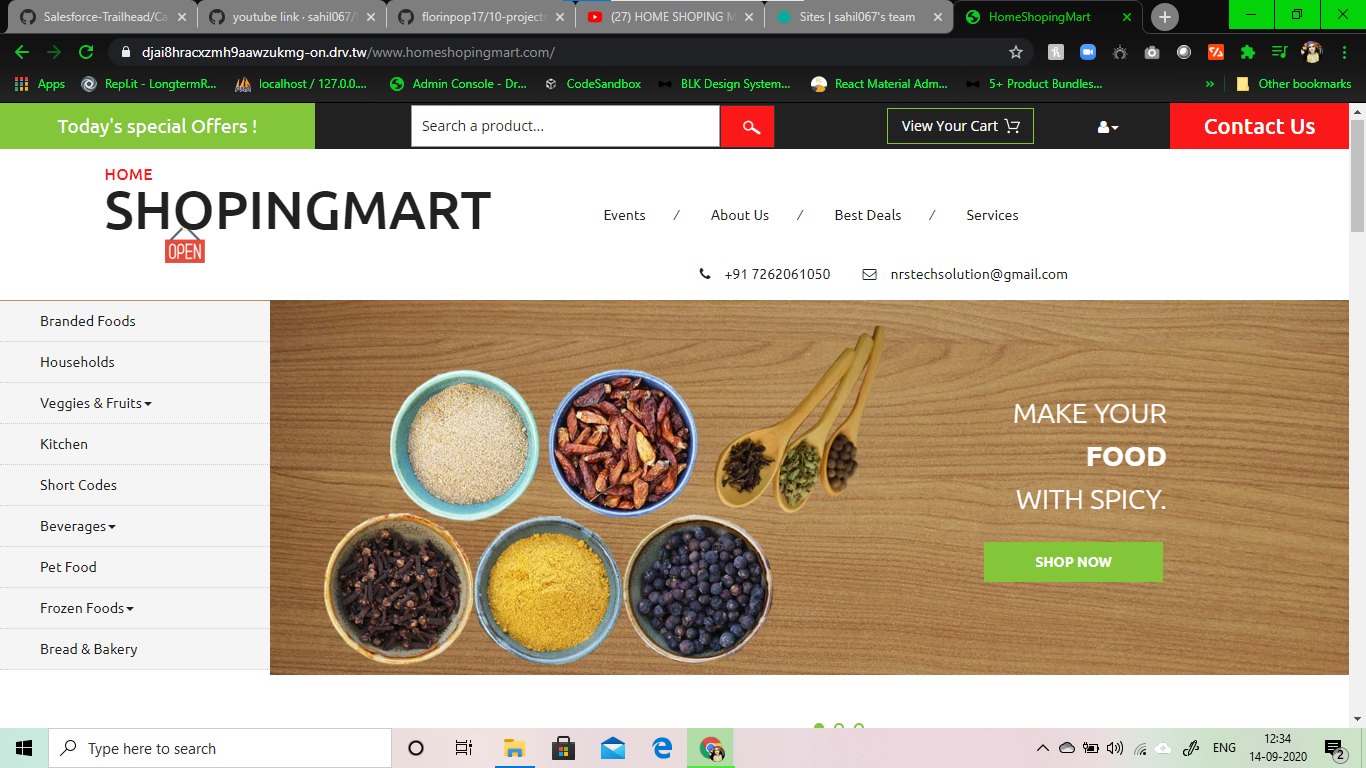 Salesforce-Trailhead/Ca
youtube link · sahil067/
florinpop17/10-projects
(27) HOME SHOPING M
Sites | sahil067's team
HomeShopingMart
djai8hracxzmh9aawzukmg-on.drv.tw/www.homeshopingmart.com/
Apps
RepLit - LongtermR...
localhost / 127.0.0....
Admin Console - Dr...
CodeSandbox
BLK Design System...
React Material Adm...
5+ Product Bundles...
»
Other bookmarks
Today's special Offers !
Search a product...
View Your Cart
Contact Us
HOME
SHOPINGMART
OPEN
Events / About Us / Best Deals / Services
+91 7262061050
nrstechsolution@gmail.com
Branded Foods
Households
Veggies & Fruits
Kitchen
Short Codes
Beverages
Pet Food
Frozen Foods
Bread & Bakery
MAKE YOUR
FOOD
WITH SPICY.
SHOP NOW
Type here to search
ENG
12:34
14-09-2020
2